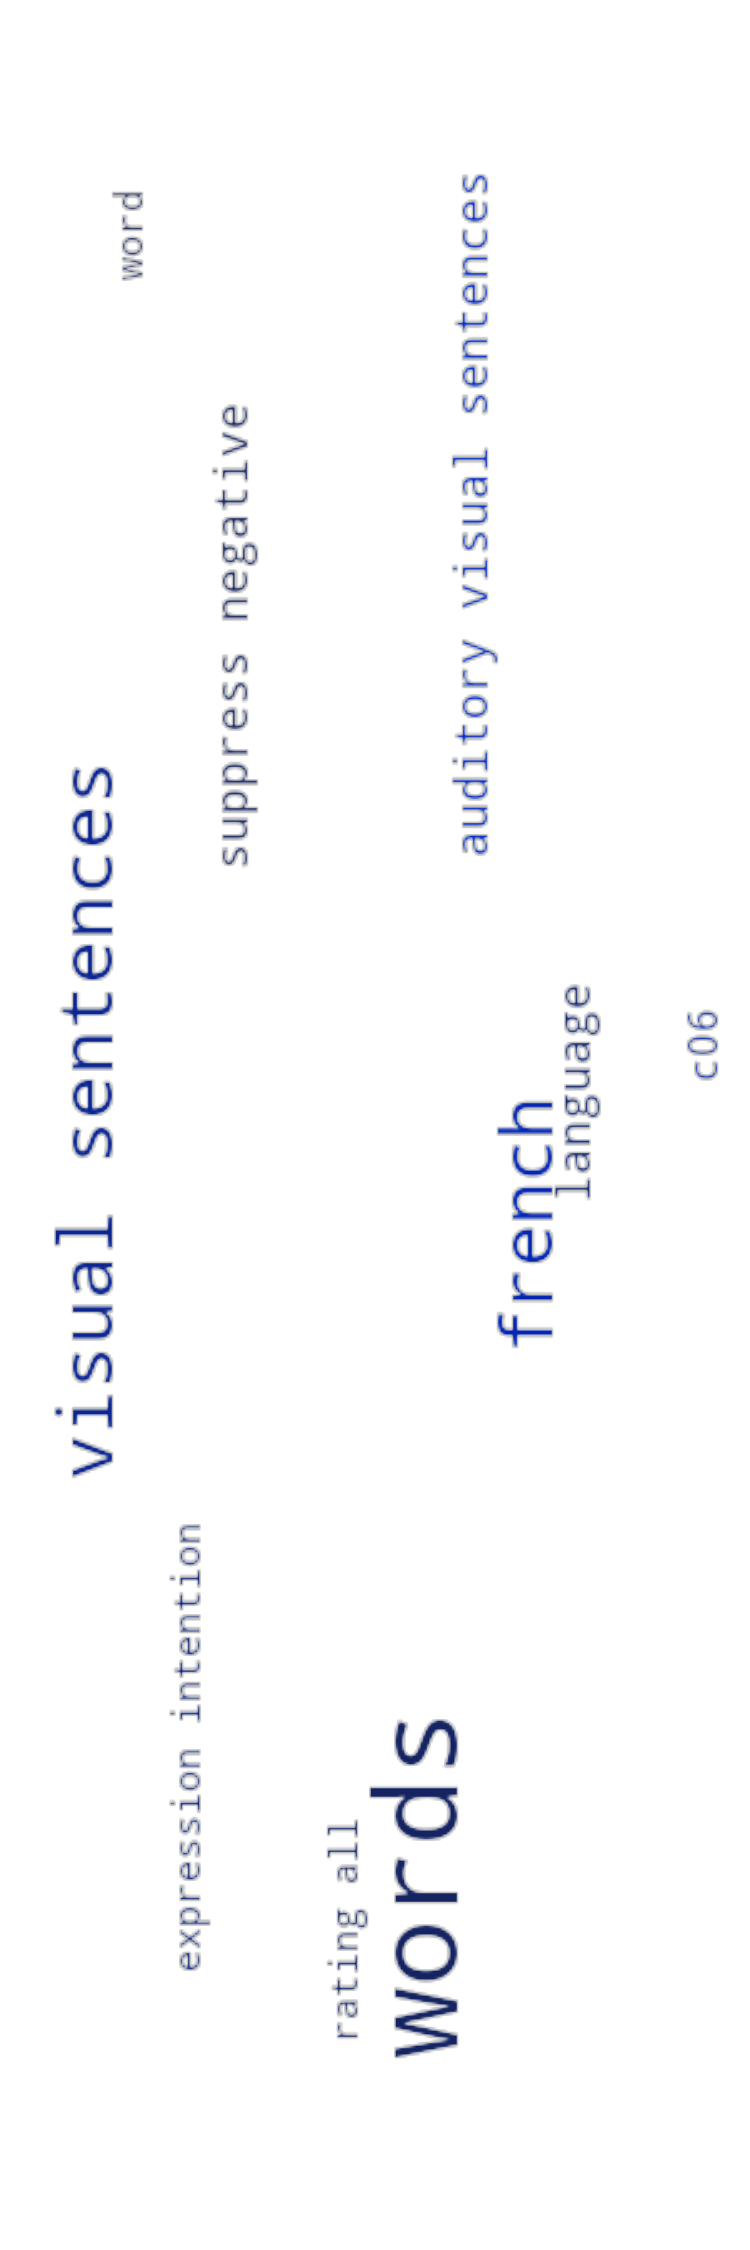 word
visual sentences
expression intention
suppress negative
rating all
words
auditory visual sentences
french
language
c06